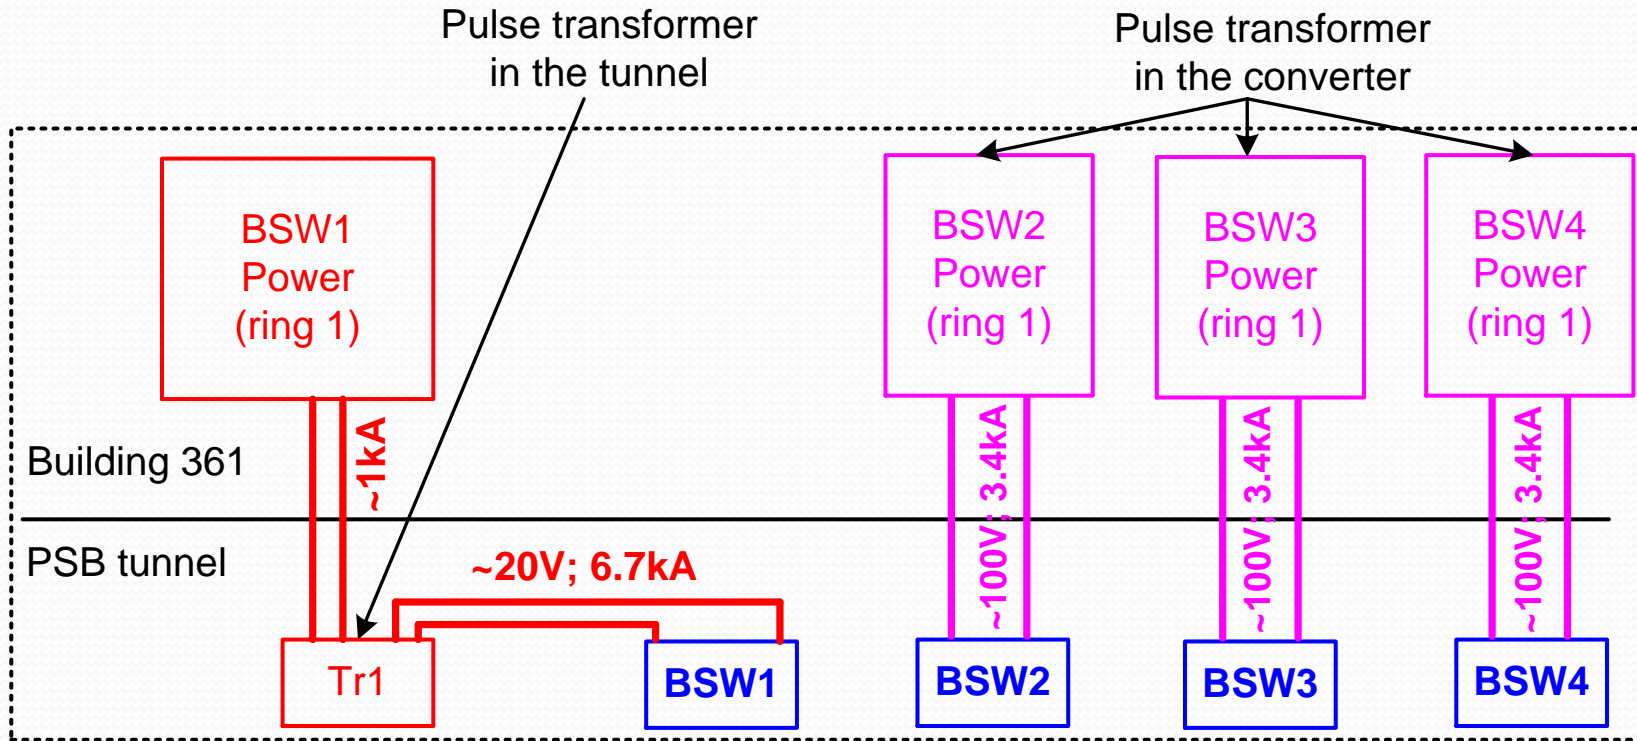 Pulse transformer
in the tunnel
Pulse transformer
in the converter
BSW1
Power
(ring 1)
BSW2
Power
(ring 1)
BSW3
Power
(ring 1)
BSW4
Power
(ring 1)
~1kA
~100V; 3.4kA
~100V; 3.4kA
~100V; 3.4kA
Building 361
PSB tunnel
~20V; 6.7kA
Tr1
BSW1
BSW2
BSW3
BSW4